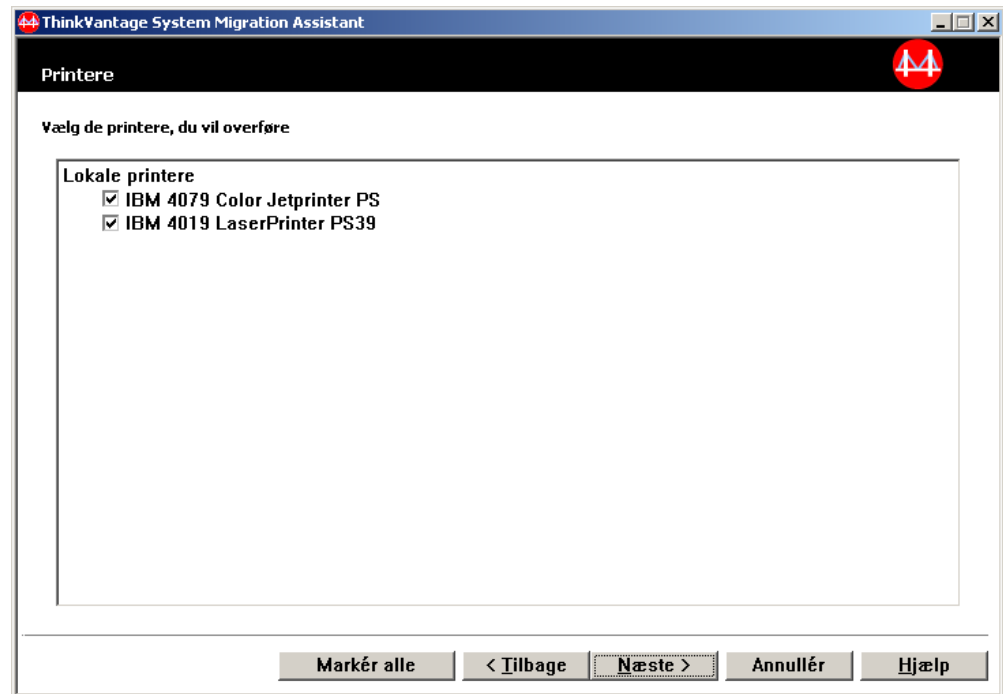 ThinkVantage System Migration Assistant
Printere
Vælg de printere, du vil overføre
Lokale printere
IBM 4079 Color Jetprinter PS
IBM 4019 LaserPrinter PS39
Markér alle
< Tilbage
Næste >
Annullér
Hjælp